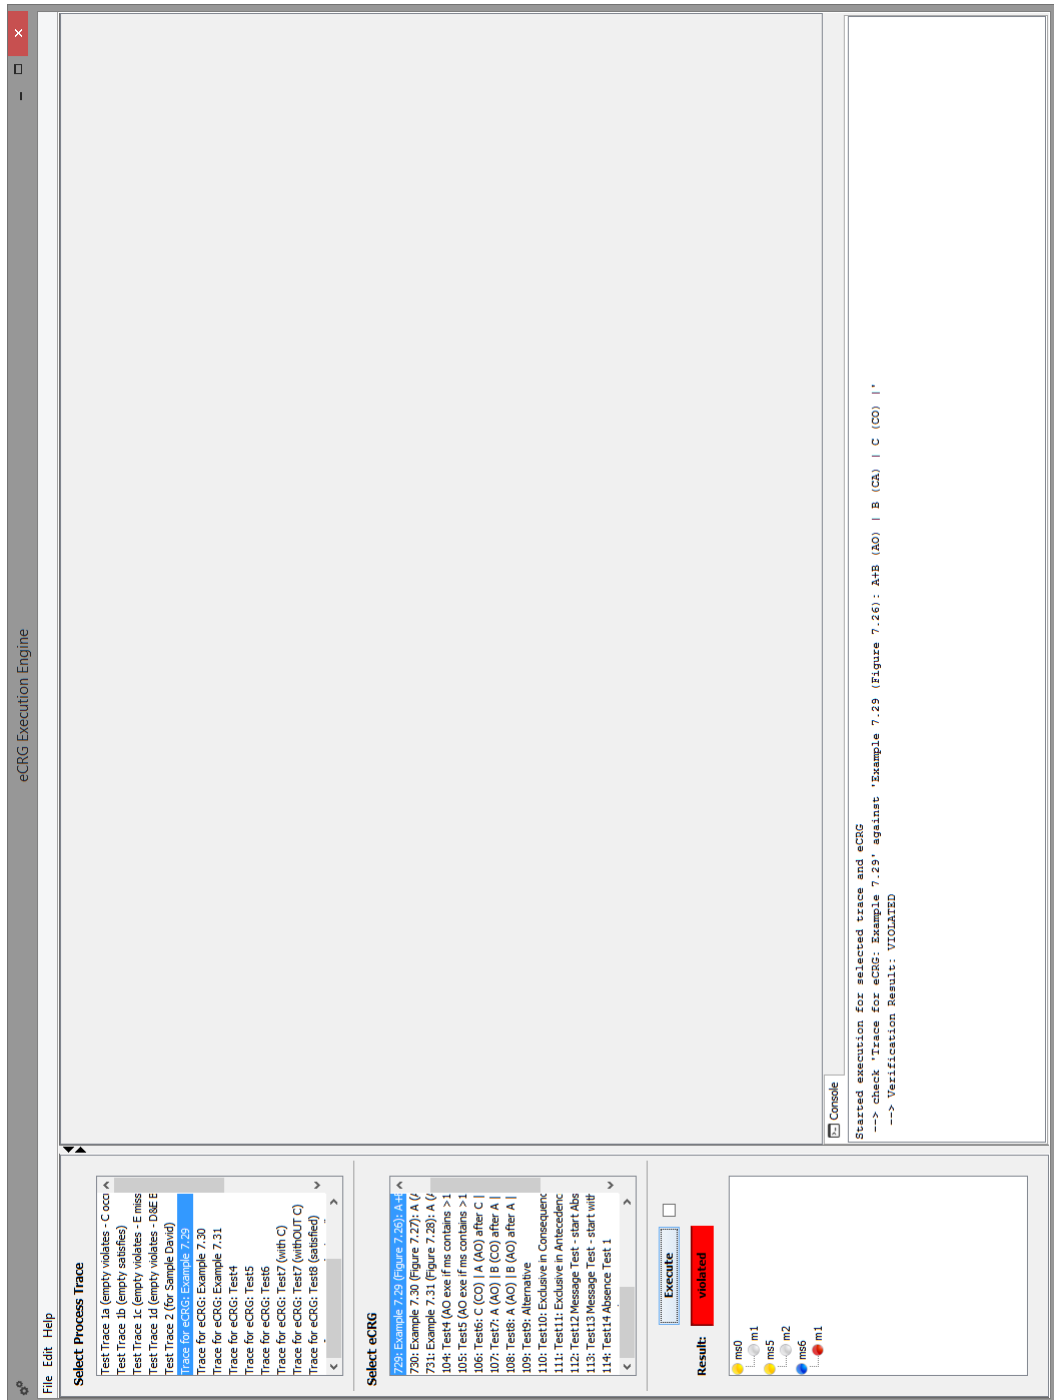 eCRG Execution Engine
File Edit Help
Select Process Trace
Test Trace 1a (empty violates - C occ
Test Trace 1b (empty satisfies)
Test Trace 1c (empty violates - E miss
Test Trace 1d (empty violates - D&E E
Test Trace 2 (for Sample David)
Trace for eCRG: Example 7.29
Trace for eCRG: Example 7.30
Trace for eCRG: Example 7.31
Trace for eCRG: Test4
Trace for eCRG: Test5
Trace for eCRG: Test6
Trace for eCRG: Test7 (with C)
Trace for eCRG: Test7 (withOUT C)
Trace for eCRG: Test8 (satisfied)
Select eCRG
729: Example 7.29 (Figure 7.26): A+
730: Example 7.30 (Figure 7.27): A (
731: Example 7.31 (Figure 7.28): A (
104: Test4 (AO exe if ms contains >1
105: Test5 (AO exe if ms contains >1
106: Test6: C (CO) | A (AO) after C |
107: Test7: A (AO) | B (CO) after A |
108: Test8: A (AO) | B (AO) after A |
109: Test9: Alternative
110: Test10: Exclusive in Consequenc
111: Test11: Exclusive in Antecedenc
112: Test12 Message Test - start Abs
113: Test13 Message Test - start with
114: Test14 Absence Test 1
Execute
Result: violated
ms0
m1
ms5
m2
ms6
m1
Console
Started execution for selected trace and eCRG
--> check 'Trace for eCRG: Example 7.29' against 'Example 7.29 (Figure 7.26): A+B (AO) | B (CA) | C (CO) |'
--> Verification Result: VIOLATED